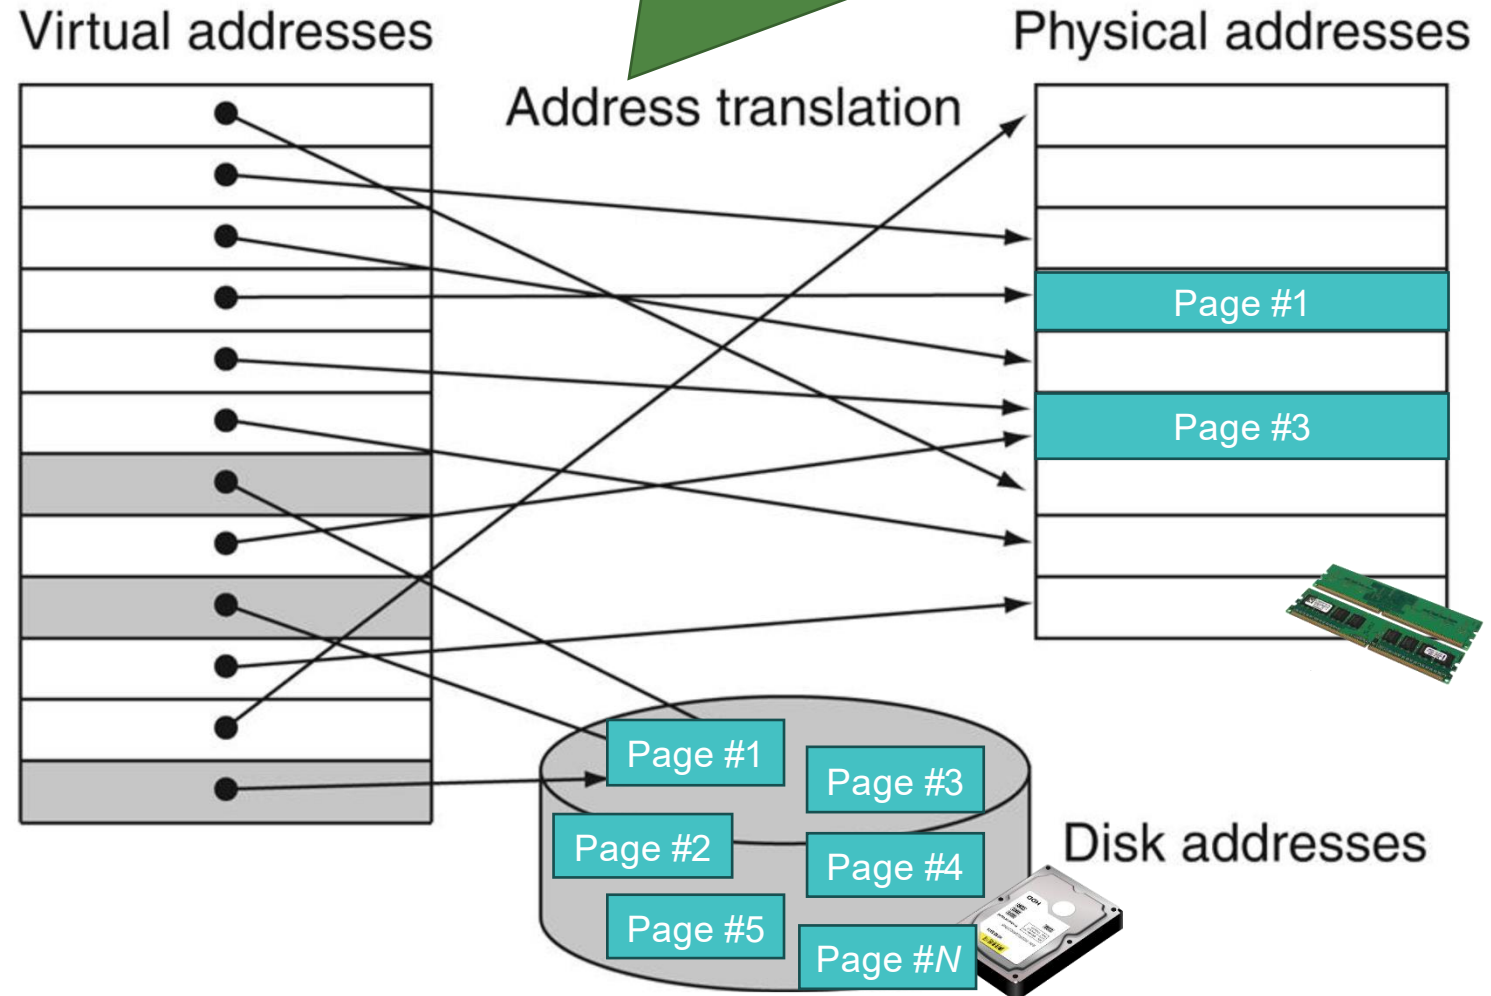 Virtual addresses
Physical addresses
Address translation
Page #1
Page #3
Page #1
Page #3
Page #2
Page #4
Disk addresses
Page #5
Page #N
HDD